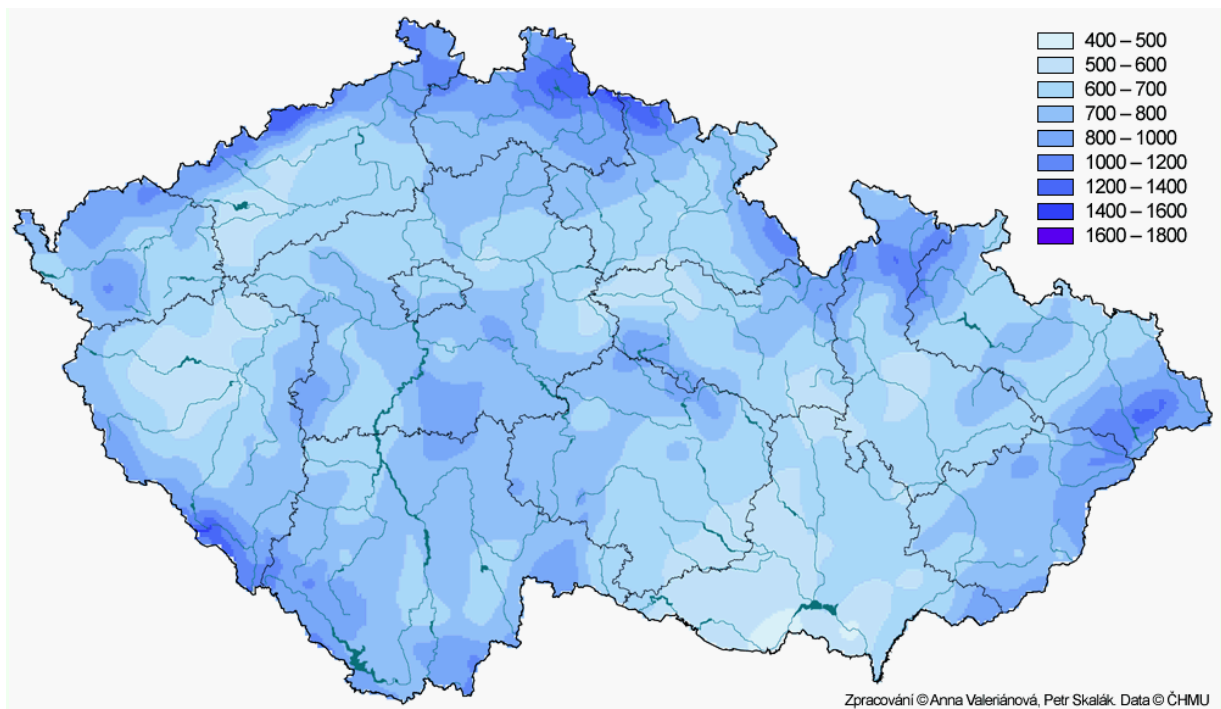 400 – 500
500 – 600
600 – 700
700 – 800
800 – 1000
1000 – 1200
1200 – 1400
1400 – 1600
1600 – 1800
Zpracování © Anna Valeriánová, Petr Skalák. Data © ČHMU